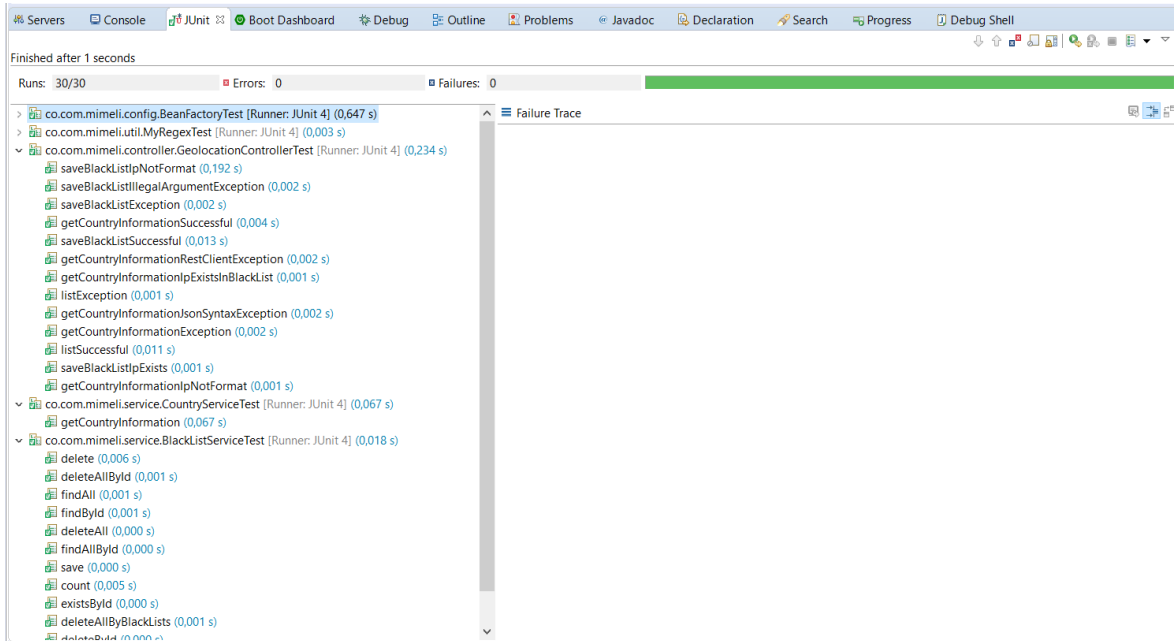 Servers Console JUnit Boot Dashboard Debug Outline Problems Javadoc Declaration Search Progress Debug Shell
Finished after 1 seconds
Runs: 30/30 Errors: 0 Failures: 0
co.com.mimeli.config.BeanFactoryTest [Runner: JUnit 4] (0,647 s)
Failure Trace
co.com.mimeli.util.MyRegexTest [Runner: JUnit 4] (0,003 s)
co.com.mimeli.controller.GeolocationControllerTest [Runner: JUnit 4] (0,234 s)
saveBlackListIpNotFormat (0,192 s)
saveBlackListIllegalArgumentException (0,002 s)
saveBlackListException (0,002 s)
getCountryInformationSuccessful (0,004 s)
saveBlackListSuccessful (0,013 s)
getCountryInformationRestClientException (0,002 s)
getCountryInformationIpExistsInBlackList (0,001 s)
listException (0,001 s)
getCountryInformationJsonSyntaxException (0,002 s)
getCountryInformationException (0,002 s)
listSuccessful (0,011 s)
saveBlackListIpExists (0,001 s)
getCountryInformationIpNotFormat (0,001 s)
co.com.mimeli.service.CountryServiceTest [Runner: JUnit 4] (0,067 s)
getCountryInformation (0,067 s)
co.com.mimeli.service.BlackListServiceTest [Runner: JUnit 4] (0,018 s)
delete (0,006 s)
deleteAllById (0,001 s)
findAll (0,001 s)
findById (0,001 s)
deleteAll (0,000 s)
findAllById (0,000 s)
save (0,000 s)
count (0,005 s)
existsById (0,000 s)
deleteAllByBlackLists (0,001 s)
deleteById (0,000 s)